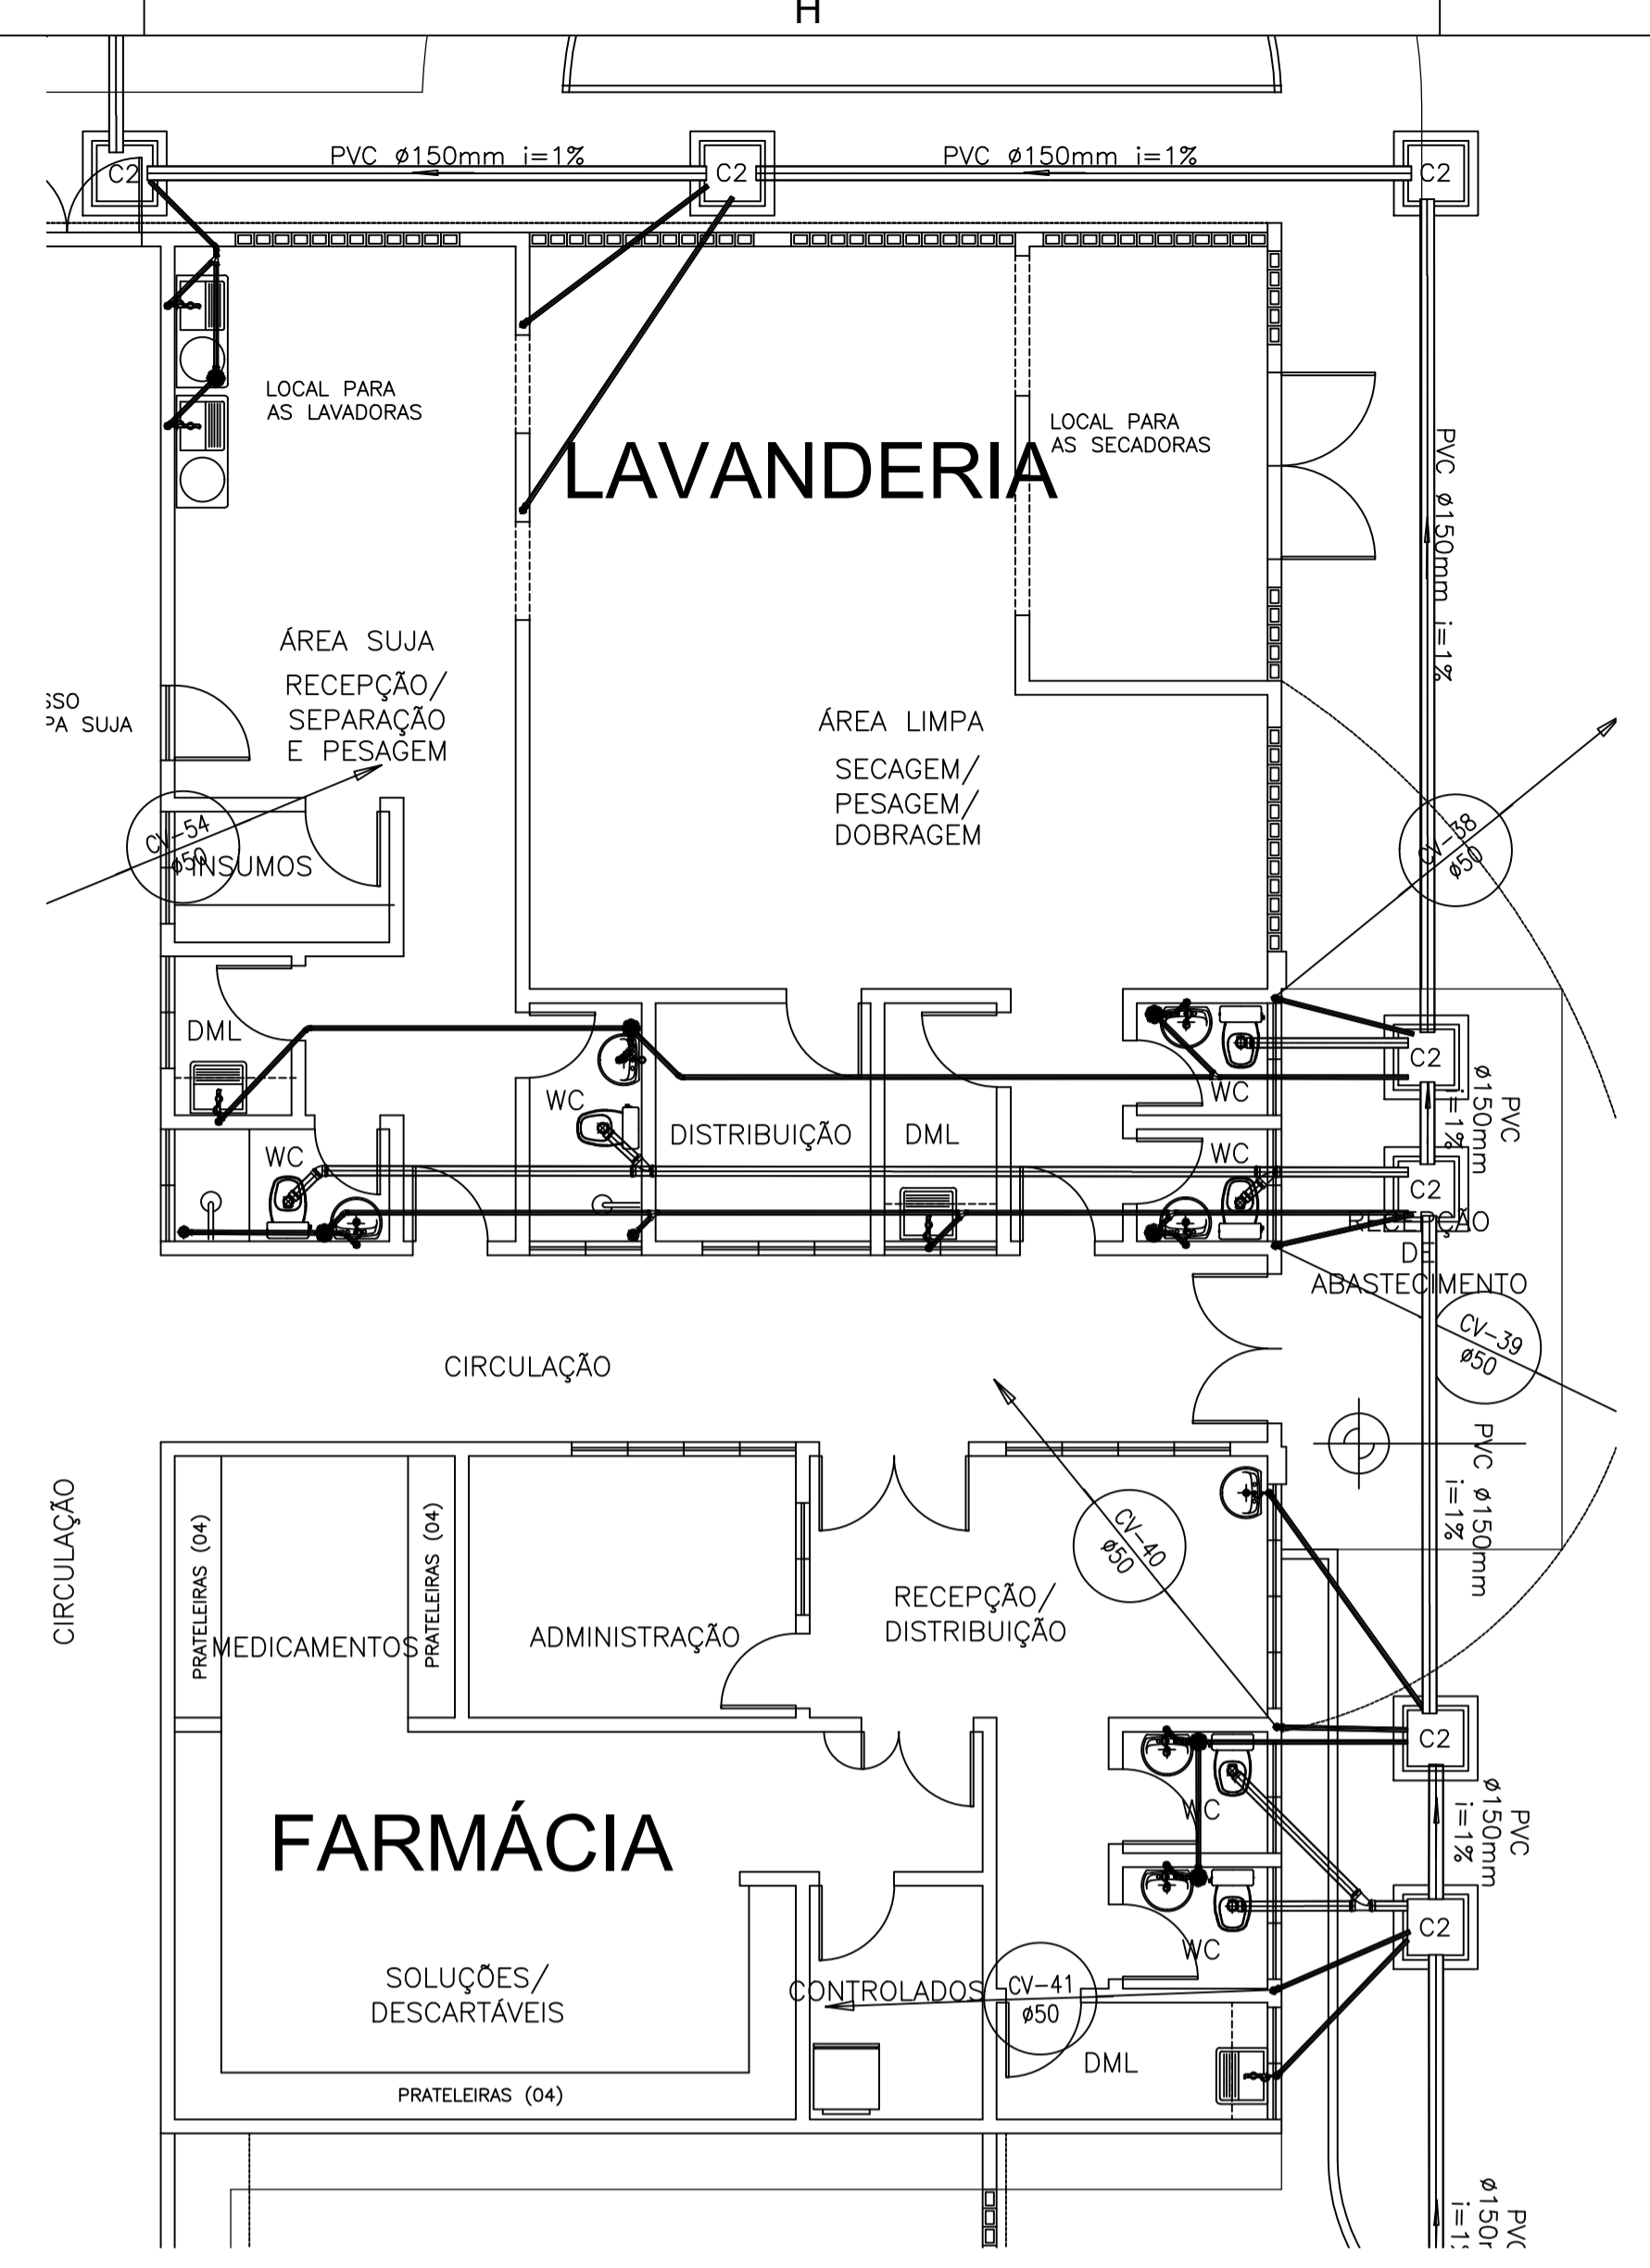 H
PVC ø150mm i=1%
PVC ø150mm i=1%
C2
C2
C2
LOCAL PARA
AS LAVADORAS
LAVANDERIA
LOCAL PARA
AS SECADORAS
PVC ø150mm i=1%
ÁREA SUJA
RECEPÇÃO/
SEPARAÇÃO
E PESAGEM
PA SUJA
ÁREA LIMPA
SECAGEM/
PESAGEM/
DOBRAGEM
CV-54
ø50
INSUMOS
CV-38
ø50
DML
WC
WC
C2
PVC
ø150mm
i=1%
DISTRIBUIÇÃO
DML
WC
WC
C2
RECEPÇÃO
DE
ABASTECIMENTO
CIRCULAÇÃO
CV-39
ø50
PVC ø150mm
i=1%
CIRCULAÇÃO
PRATELEIRAS (04)
MEDICAMENTOS
PRATELEIRAS (04)
ADMINISTRAÇÃO
RECEPÇÃO/
DISTRIBUIÇÃO
CV-40
ø50
C2
PVC
ø150mm
i=1%
WC
FARMÁCIA
C2
WC
SOLUÇÕES/
DESCARTÁVEIS
CONTROLADOS
CV-41
ø50
DML
PRATELEIRAS (04)